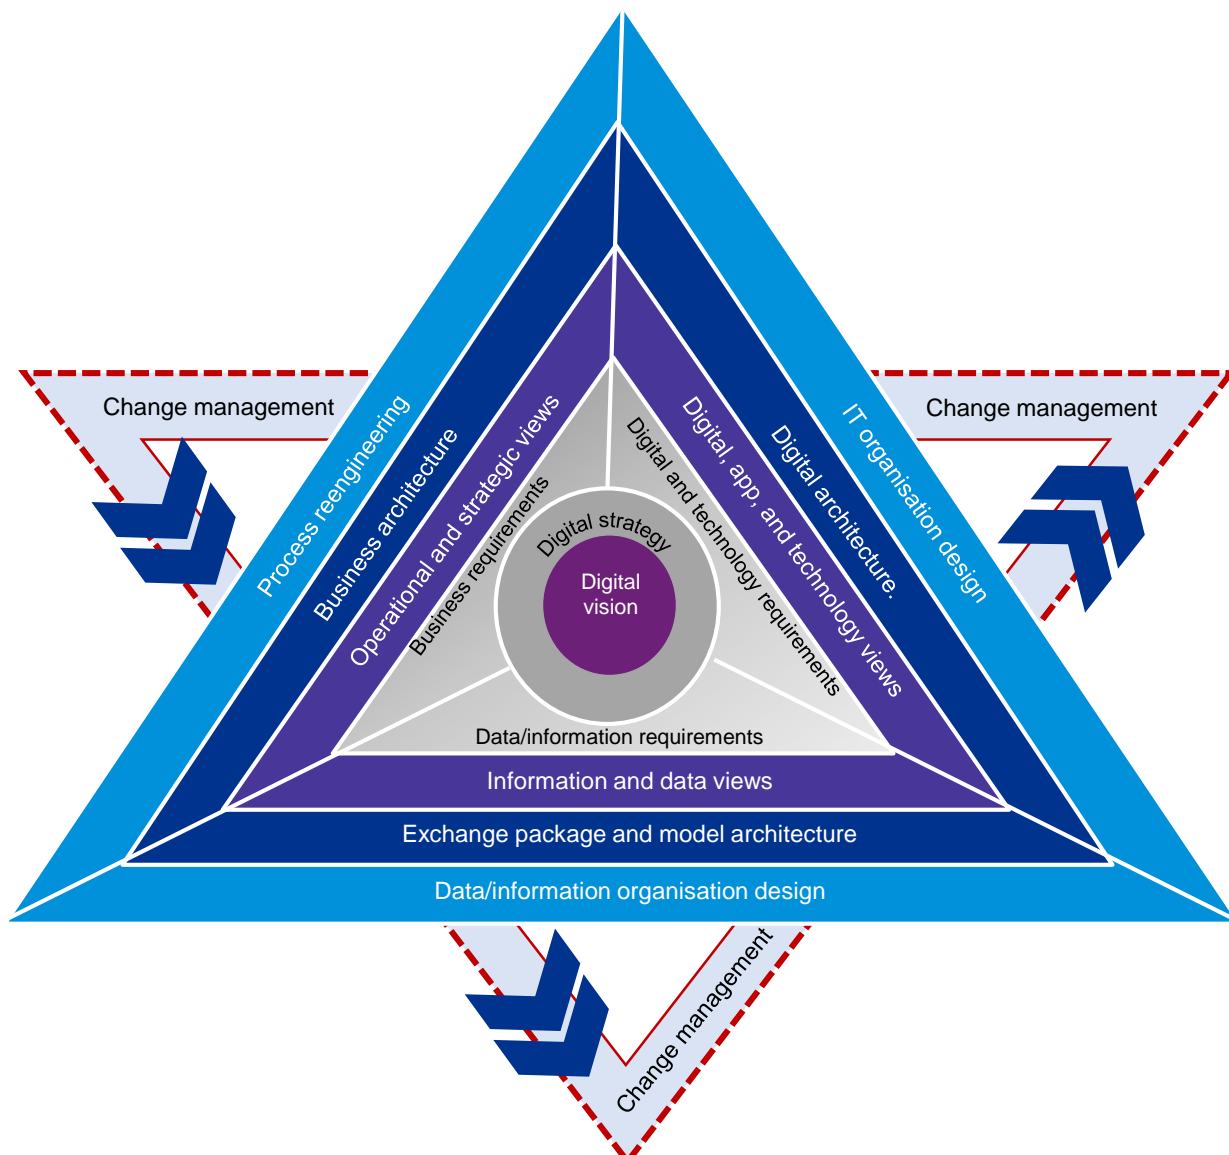 Change management
Change management
Process reengineering
Business architecture
Operational and strategic views
Business requirements
Digital strategy
Digital
vision
Digital and technology requirements
Digital, app, and technology views
Digital architecture.
IT organisation design
Data/information requirements
Information and data views
Exchange package and model architecture
Data/information organisation design
Change management